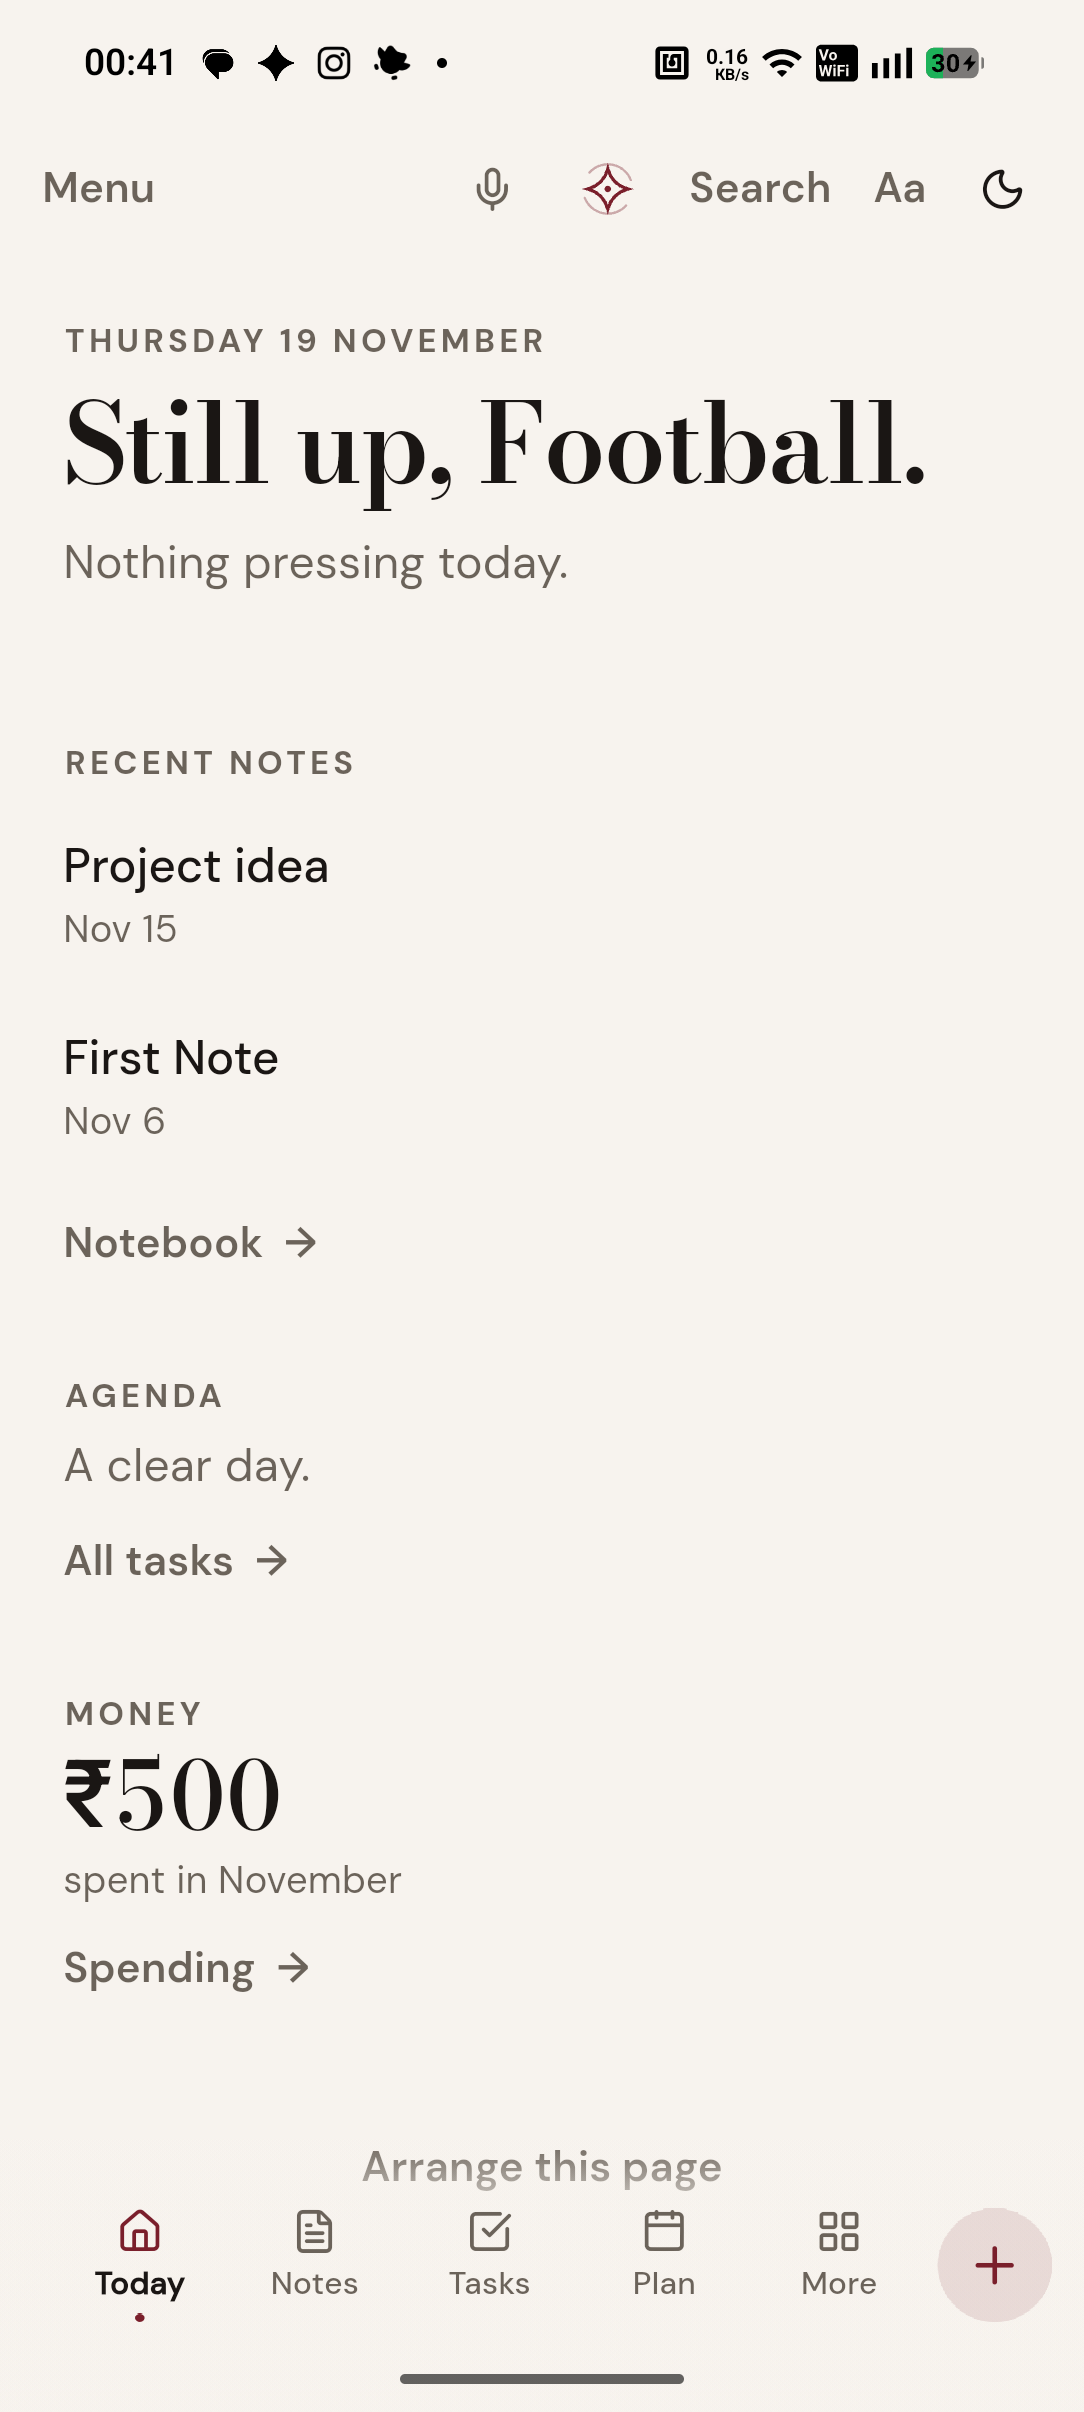 00:41
0.16 KB/s
Vo WiFi
30
Menu Search Aa
THURSDAY 19 NOVEMBER
Still up, Football.
Nothing pressing today.
RECENT NOTES
Project idea
Nov 15
First Note
Nov 6
Notebook →
AGENDA
A clear day.
All tasks →
MONEY
₹500
spent in November
Spending →
Arrange this page
Today Notes Tasks Plan More